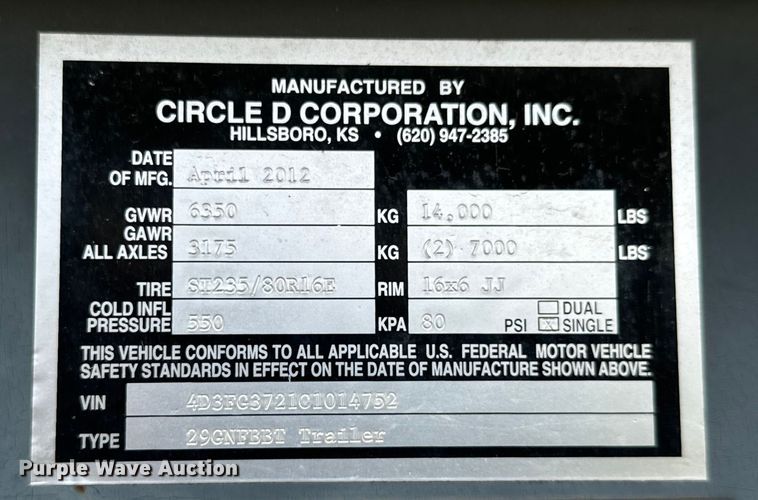 MANUFACTURED BY
CIRCLE D CORPORATION, INC.
HILLSBORO, KS • (620) 947-2385
DATE OF MFG. April 2012
GVWR 6350 KG 14,000 LBS
GAWR ALL AXLES 3175 KG (2) 7000 LBS
TIRE ST235/80R16E RIM 16x6 JJ
COLD INFL PRESSURE 550 KPA 80 PSI DUAL X SINGLE
THIS VEHICLE CONFORMS TO ALL APPLICABLE U.S. FEDERAL MOTOR VEHICLE
SAFETY STANDARDS IN EFFECT ON THE DATE OF MANUFACTURE SHOWN ABOVE.
VIN 4D3FG3721C1014752
TYPE 29GNFBBT Trailer
Purple Wave Auction